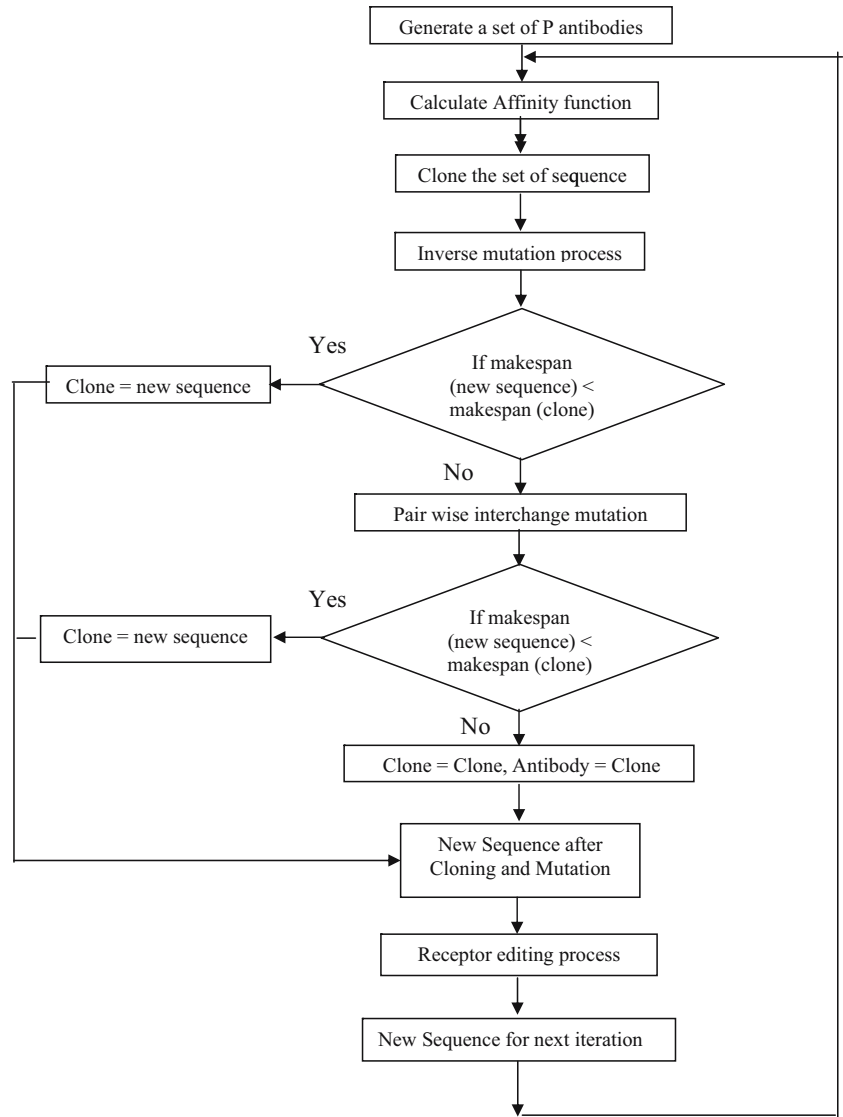 Generate a set of P antibodies
Calculate Affinity function
Clone the set of sequence
Inverse mutation process
Yes
If makespan
(new sequence) <
makespan (clone)
Clone = new sequence
No
Pair wise interchange mutation
Yes
If makespan
(new sequence) <
makespan (clone)
Clone = new sequence
No
Clone = Clone, Antibody = Clone
New Sequence after
Cloning and Mutation
Receptor editing process
New Sequence for next iteration